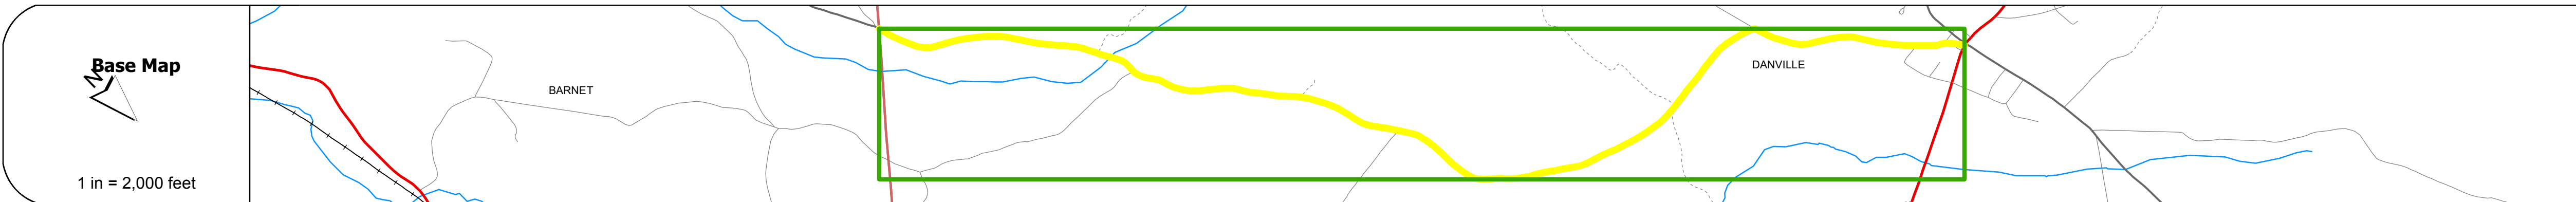 Base Map
N
1 in = 2,000 feet
BARNET
DANVILLE